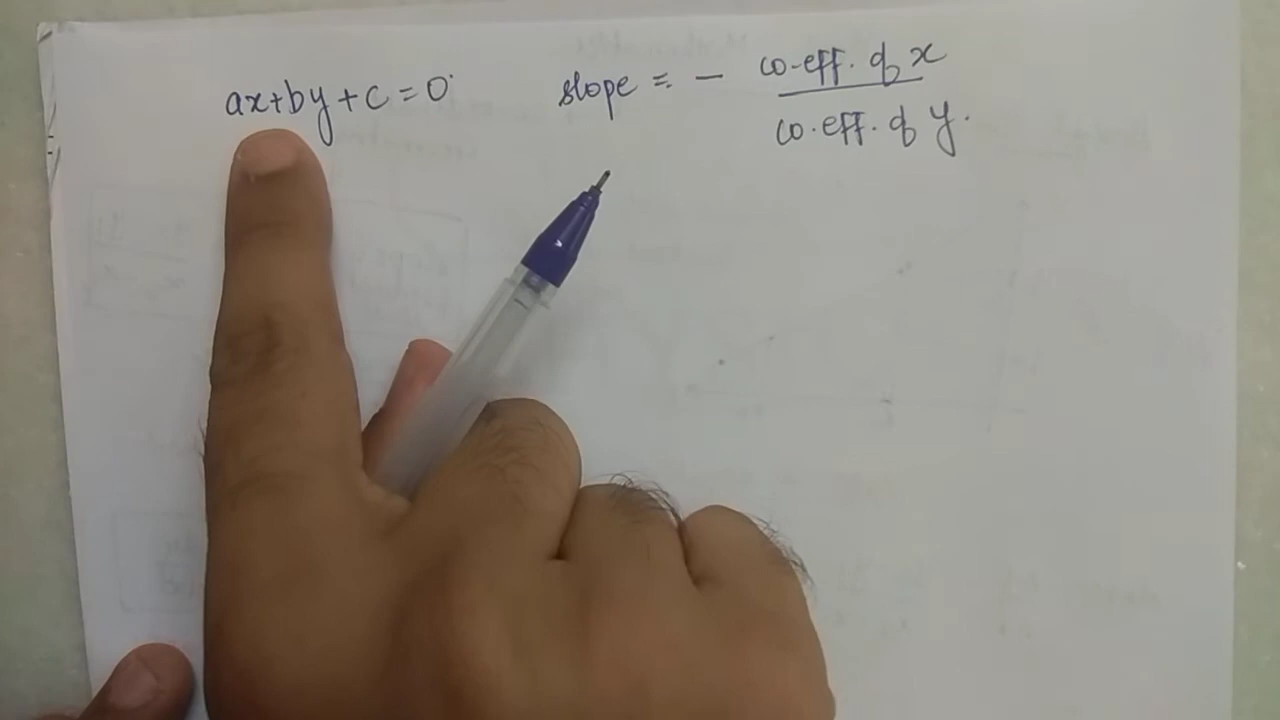 ax+by+c=0 slope = - co-eff. of x
co.eff. of y.